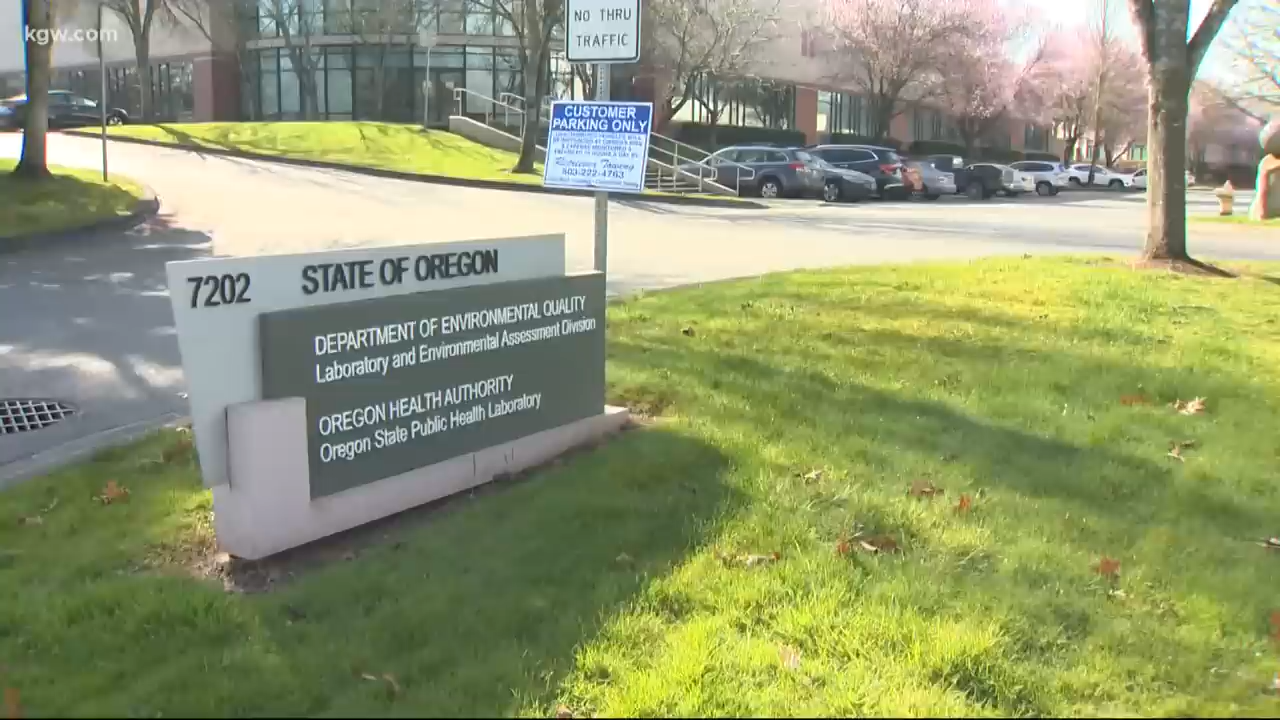 kgw.com
NO THRU
TRAFFIC
CUSTOMER
PARKING ONLY
503-222-4763
7202 STATE OF OREGON
DEPARTMENT OF ENVIRONMENTAL QUALITY
Laboratory and Environmental Assessment Division
OREGON HEALTH AUTHORITY
Oregon State Public Health Laboratory